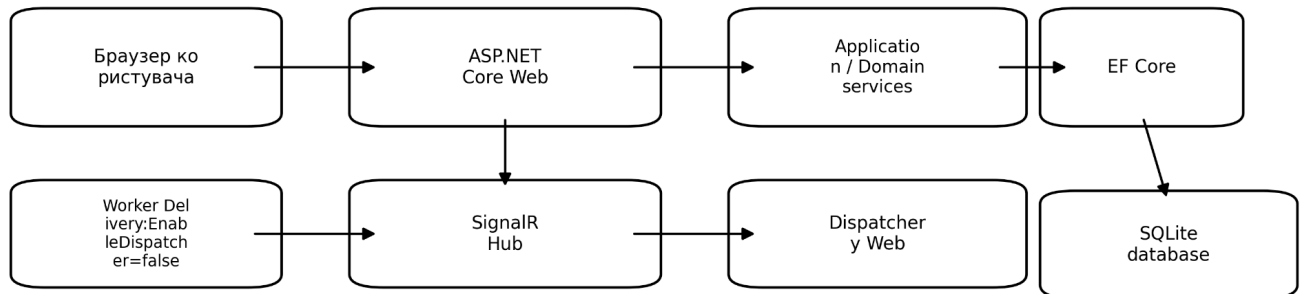 Браузер ко
ристувача
ASP.NET
Core Web
Applicatio
n / Domain
services
EF Core
Worker Del
ivery:Enab
leDispatch
er=false
SignalR
Hub
Dispatcher
у Web
SQLite
database